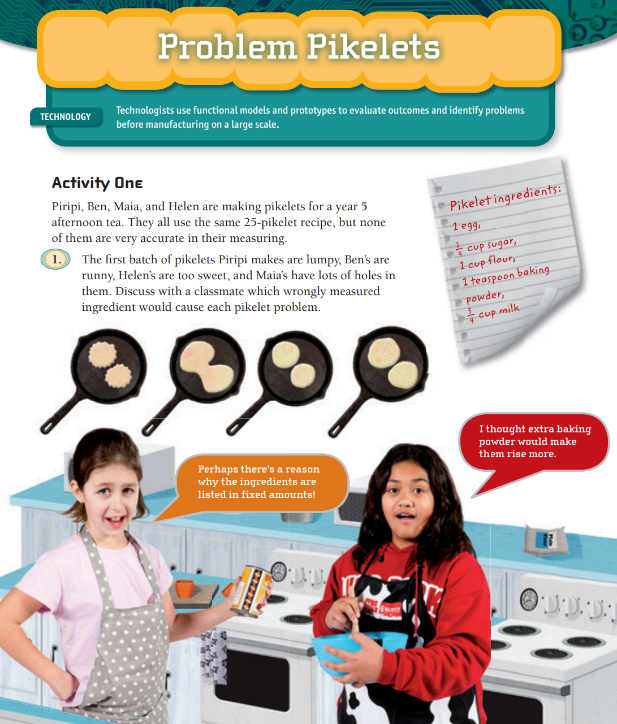 Problem Pikelets
TECHNOLOGY
Technologists use functional models and prototypes to evaluate outcomes and identify problems
before manufacturing on a large scale.
Activity One
Piripi, Ben, Maia, and Helen are making pikelets for a year 5
afternoon tea. They all use the same 25-pikelet recipe, but none
of them are very accurate in their measuring.
1. The first batch of pikelets Piripi makes are lumpy, Ben's are
runny, Helen's are too sweet, and Maia's have lots of holes in
them. Discuss with a classmate which wrongly measured
ingredient would cause each pikelet problem.
Pikelet ingredients:
1 egg,
cup sugar,
1 cup flour,
1 teaspoon baking
powder,
3/4 cup milk
I thought extra baking
powder would make
them rise more.
Perhaps there's a reason
why the ingredients are
listed in fixed amounts!